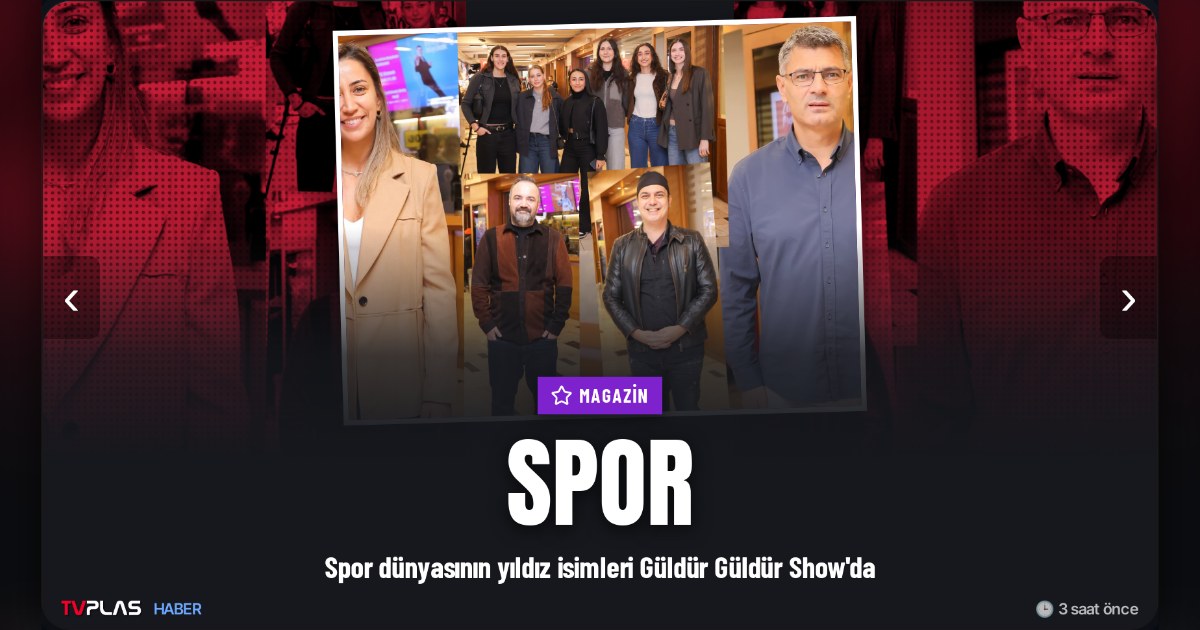 MAGAZİN
SPOR
Spor dünyasının yıldız isimleri Güldür Güldür Show'da
TVPLAS HABER
3 saat önce